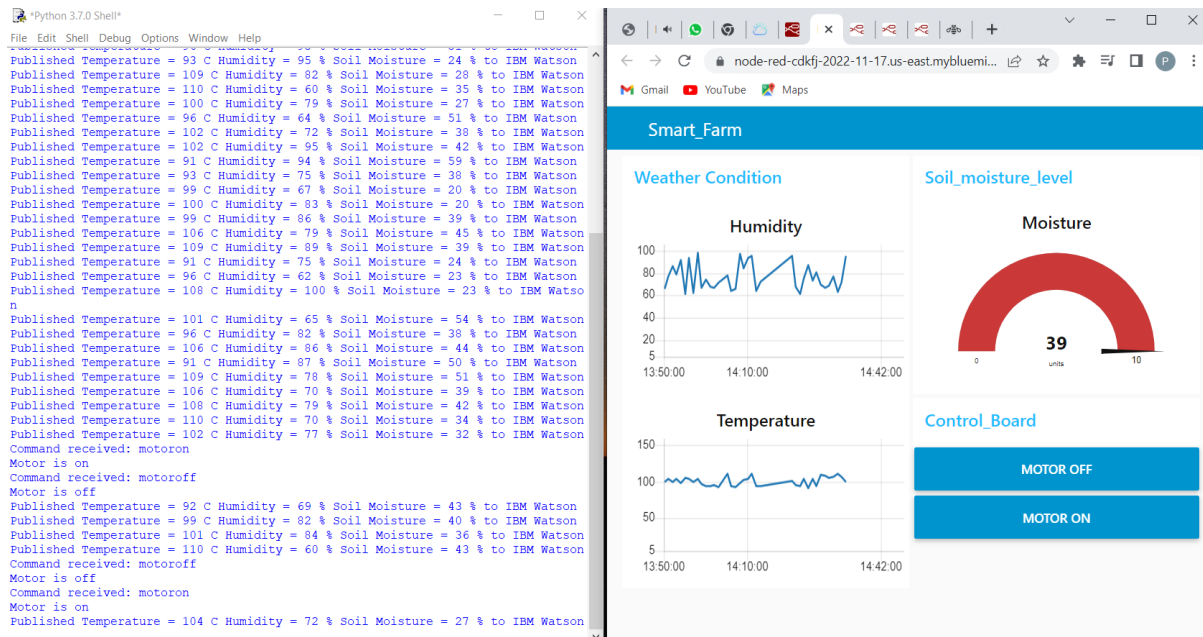 *Python 3.7.0 Shell*
File Edit Shell Debug Options Window Help
Published Temperature = 93 C Humidity = 95 % Soil Moisture = 24 % to IBM Watson
Published Temperature = 109 C Humidity = 82 % Soil Moisture = 28 % to IBM Watson
Published Temperature = 110 C Humidity = 60 % Soil Moisture = 35 % to IBM Watson
Published Temperature = 100 C Humidity = 79 % Soil Moisture = 27 % to IBM Watson
Published Temperature = 96 C Humidity = 64 % Soil Moisture = 51 % to IBM Watson
Published Temperature = 102 C Humidity = 72 % Soil Moisture = 38 % to IBM Watson
Published Temperature = 102 C Humidity = 95 % Soil Moisture = 42 % to IBM Watson
Published Temperature = 91 C Humidity = 94 % Soil Moisture = 59 % to IBM Watson
Published Temperature = 93 C Humidity = 75 % Soil Moisture = 38 % to IBM Watson
Published Temperature = 99 C Humidity = 67 % Soil Moisture = 20 % to IBM Watson
Published Temperature = 100 C Humidity = 83 % Soil Moisture = 20 % to IBM Watson
Published Temperature = 99 C Humidity = 86 % Soil Moisture = 39 % to IBM Watson
Published Temperature = 106 C Humidity = 79 % Soil Moisture = 45 % to IBM Watson
Published Temperature = 109 C Humidity = 89 % Soil Moisture = 39 % to IBM Watson
Published Temperature = 91 C Humidity = 75 % Soil Moisture = 24 % to IBM Watson
Published Temperature = 96 C Humidity = 62 % Soil Moisture = 23 % to IBM Watson
Published Temperature = 108 C Humidity = 100 % Soil Moisture = 23 % to IBM Watso
n
Published Temperature = 101 C Humidity = 65 % Soil Moisture = 54 % to IBM Watson
Published Temperature = 96 C Humidity = 82 % Soil Moisture = 38 % to IBM Watson
Published Temperature = 106 C Humidity = 86 % Soil Moisture = 44 % to IBM Watson
Published Temperature = 91 C Humidity = 87 % Soil Moisture = 50 % to IBM Watson
Published Temperature = 109 C Humidity = 78 % Soil Moisture = 51 % to IBM Watson
Published Temperature = 106 C Humidity = 70 % Soil Moisture = 39 % to IBM Watson
Published Temperature = 108 C Humidity = 79 % Soil Moisture = 42 % to IBM Watson
Published Temperature = 110 C Humidity = 70 % Soil Moisture = 34 % to IBM Watson
Published Temperature = 102 C Humidity = 77 % Soil Moisture = 32 % to IBM Watson
Command received: motoron
Motor is on
Command received: motoroff
Motor is off
Published Temperature = 92 C Humidity = 69 % Soil Moisture = 43 % to IBM Watson
Published Temperature = 99 C Humidity = 82 % Soil Moisture = 40 % to IBM Watson
Published Temperature = 101 C Humidity = 84 % Soil Moisture = 36 % to IBM Watson
Published Temperature = 110 C Humidity = 60 % Soil Moisture = 43 % to IBM Watson
Command received: motoroff
Motor is off
Command received: motoron
Motor is on
Published Temperature = 104 C Humidity = 72 % Soil Moisture = 27 % to IBM Watson
node-red-cdkfj-2022-11-17.us-east.mybluemi...
P
Gmail YouTube Maps
Smart_Farm
Weather Condition
Humidity
100
80
60
40
20
5
13:50:00 14:10:00 14:42:00
Temperature
150
100
50
5
13:50:00 14:10:00 14:42:00
Soil_moisture_level
Moisture
39
units
0 10
Control_Board
MOTOR OFF
MOTOR ON